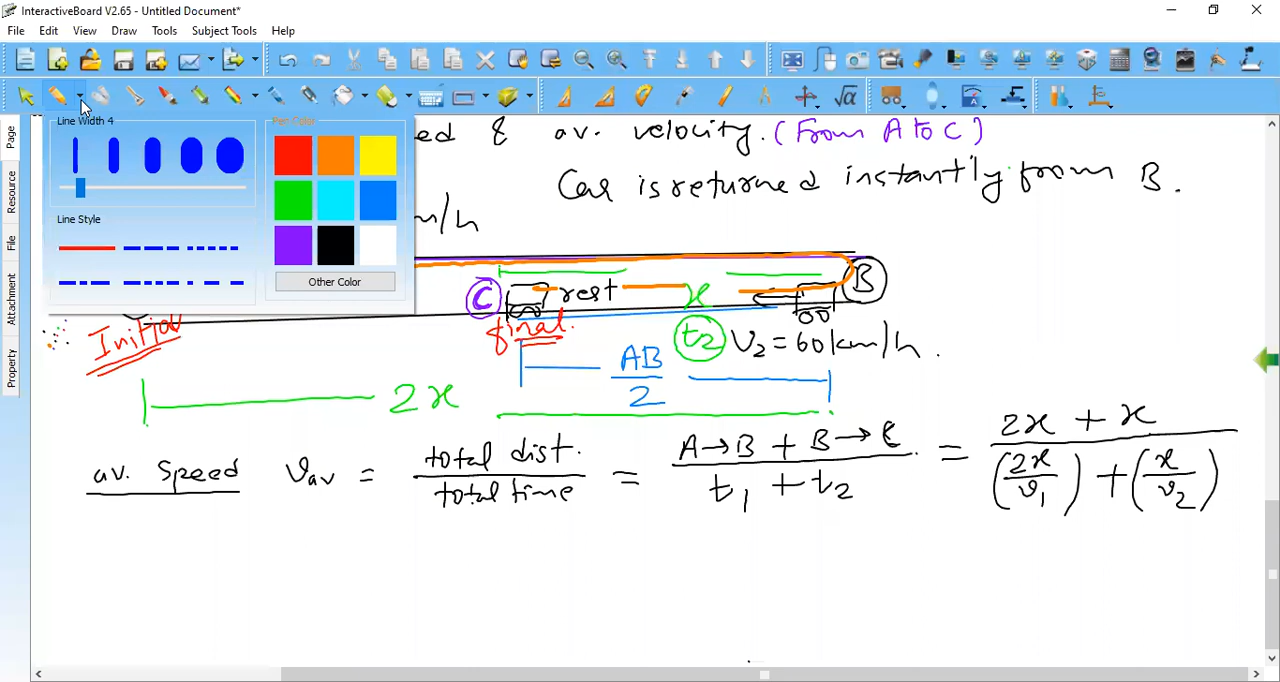 InteractiveBoard V2.65 - Untitled Document*
File Edit View Draw Tools Subject Tools Help
Page
Resource
File
Attachment
Property
Line Width 4
Pen Color
Line Style
Other Color
ed & av. velocity. (From A to C)
Car is returned instantly from B.
m/h
C rest x B
Initial final t2 V2 = 60 km/h.
AB/2
2x
av. Speed vav = total dist. / total time = A→B + B→C / t1 + t2 = 2x + x / (2x/v1) + (x/v2)